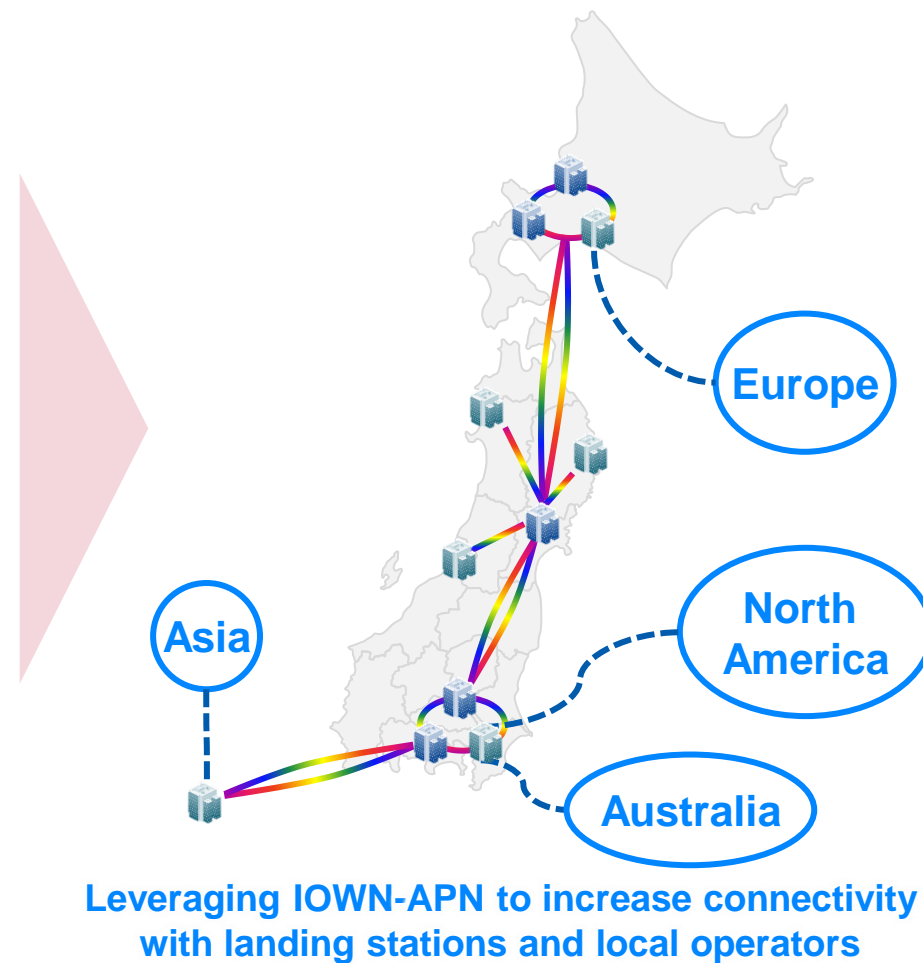 Europe
Asia
North
America
Australia
Leveraging IOWN-APN to increase connectivity
with landing stations and local operators